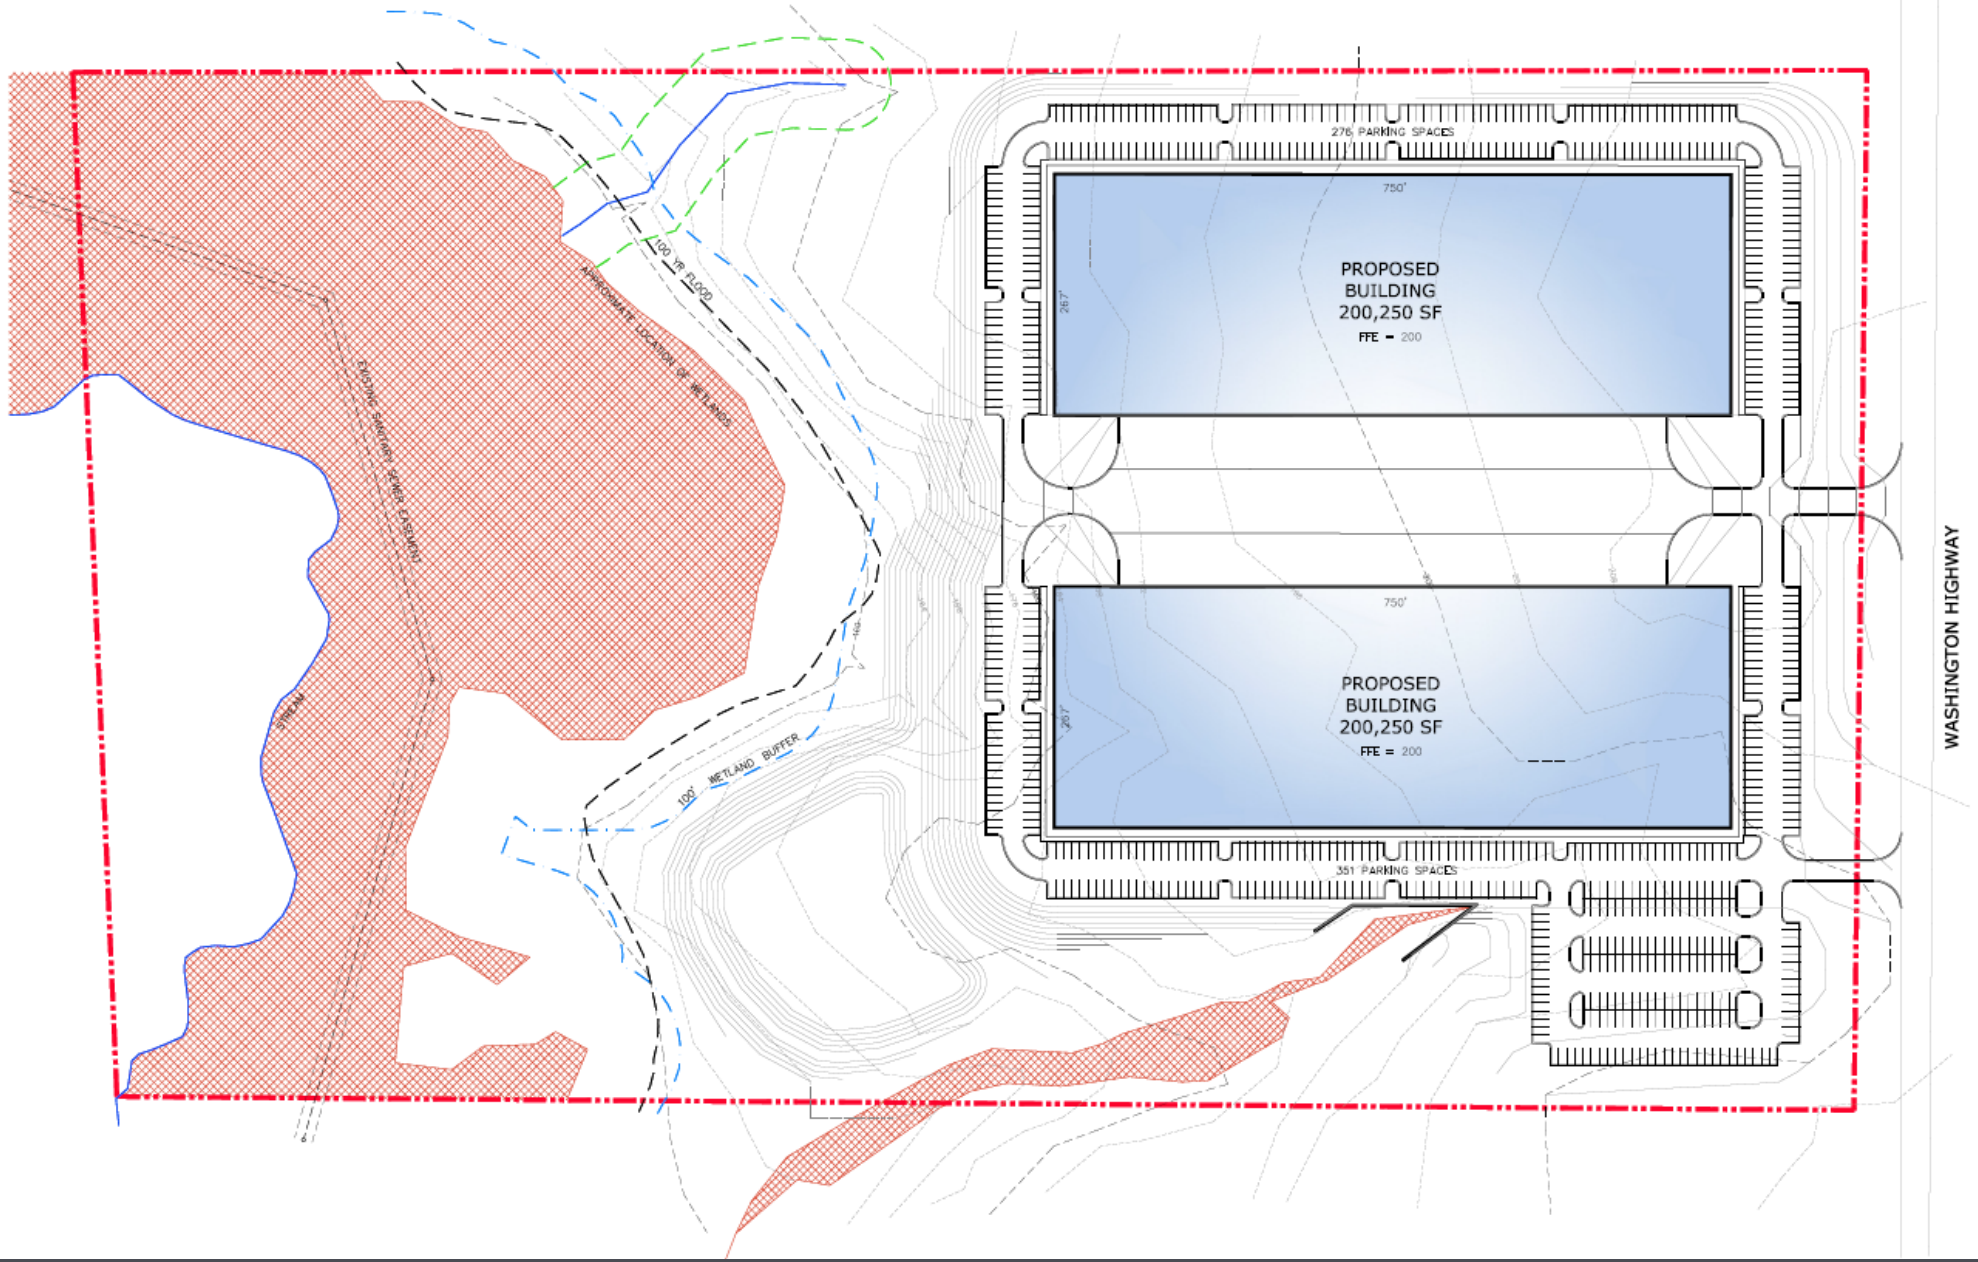 276 PARKING SPACES
750'
267'
PROPOSED
BUILDING
200,250 SF
FFE = 200
100 YR FLOOD
APPROXIMATE LOCATION OF WETLANDS
EXISTING SANITARY SEWER EASEMENT
STREAM
100' WETLAND BUFFER
750'
267'
PROPOSED
BUILDING
200,250 SF
FFE = 200
351 PARKING SPACES
WASHINGTON HIGHWAY